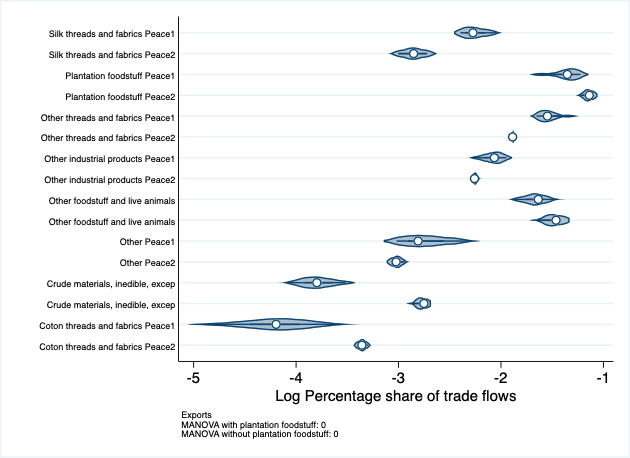 Silk threads and fabrics Peace1
Silk threads and fabrics Peace2
Plantation foodstuff Peace1
Plantation foodstuff Peace2
Other threads and fabrics Peace1
Other threads and fabrics Peace2
Other industrial products Peace1
Other industrial products Peace2
Other foodstuff and live animals
Other foodstuff and live animals
Other Peace1
Other Peace2
Crude materials, inedible, excep
Crude materials, inedible, excep
Coton threads and fabrics Peace1
Coton threads and fabrics Peace2
-5 -4 -3 -2 -1
Log Percentage share of trade flows
Exports
MANOVA with plantation foodstuff: 0
MANOVA without plantation foodstuff: 0